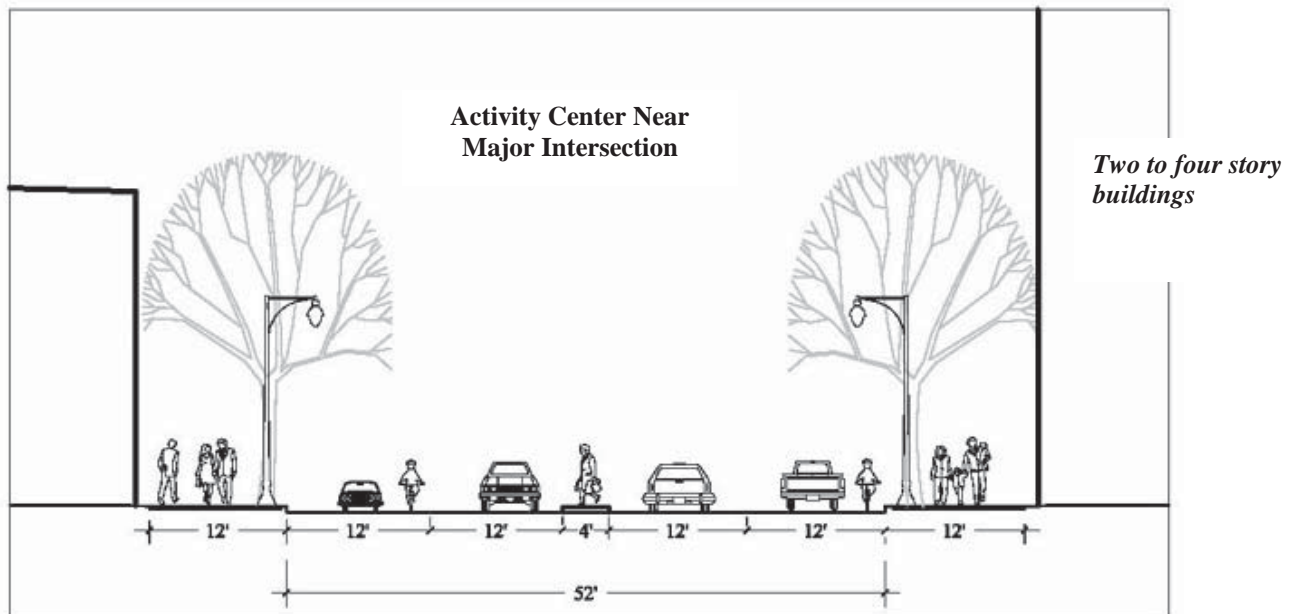 Activity Center Near
Major Intersection
Two to four story
buildings
12' 12' 12' 4' 12' 12' 12'
52'